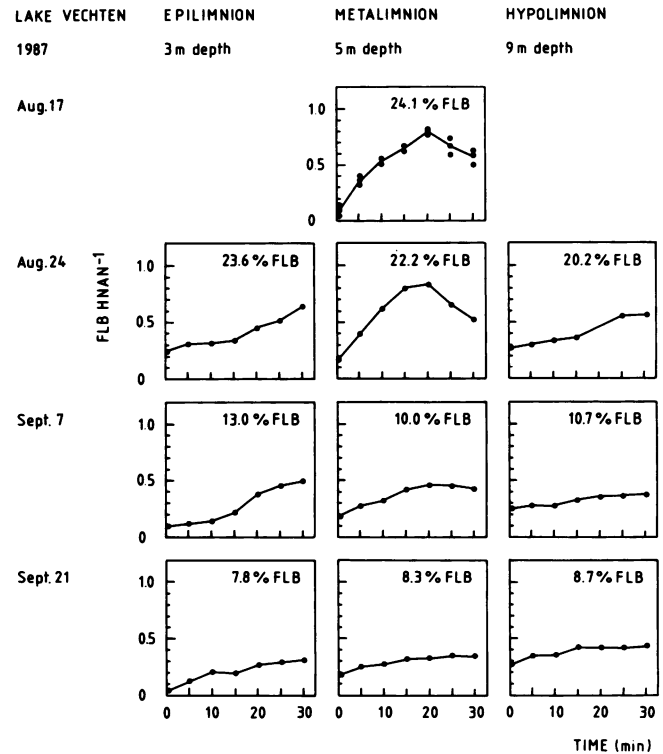 LAKE VECHTEN EPILIMNION METALIMNION HYPOLIMNION
1987 3 m depth 5 m depth 9 m depth
Aug.17
24.1 % FLB
1.0
0.5
0
Aug.24
FLB HNAN⁻¹
23.6 % FLB
22.2 % FLB
20.2 % FLB
1.0
0.5
0
Sept. 7
13.0 % FLB
10.0 % FLB
10.7 % FLB
1.0
0.5
0
Sept. 21
7.8 % FLB
8.3 % FLB
8.7 % FLB
1.0
0.5
0
0 10 20 30 0 10 20 30 0 10 20 30
TIME (min)